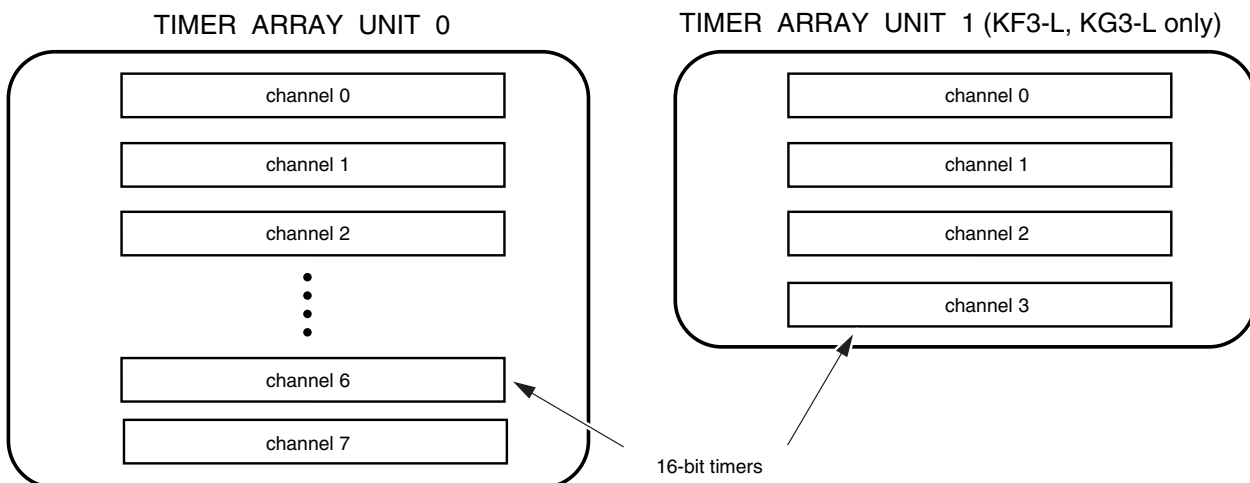 TIMER ARRAY UNIT 0
channel 0
channel 1
channel 2
channel 6
channel 7
TIMER ARRAY UNIT 1 (KF3-L, KG3-L only)
channel 0
channel 1
channel 2
channel 3
16-bit timers